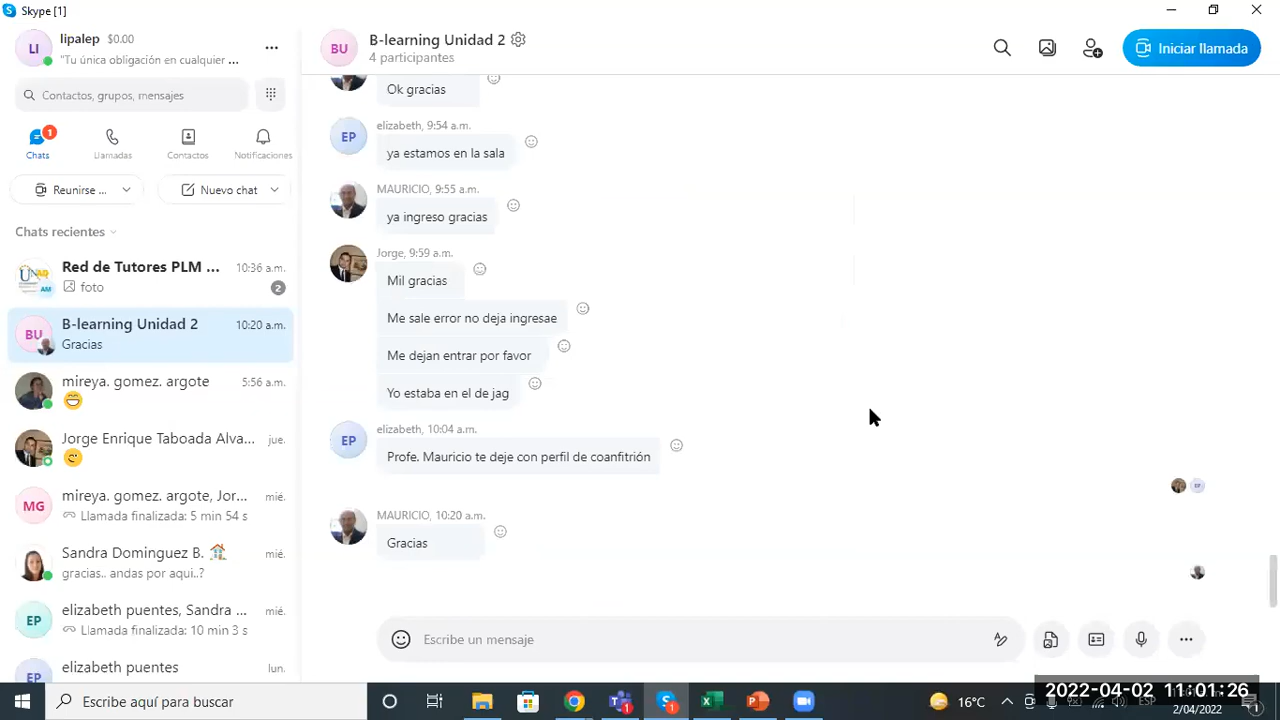 Skype [1]
LI
lipalep $0.00
"Tu única obligación en cualquier ...
Contactos, grupos, mensajes
1
Chats
Llamadas
Contactos
Notificaciones
Reunirse ...
Nuevo chat
Chats recientes
Red de Tutores PLM ... 10:36 a.m.
UNAD
AM
foto 2
BU
B-learning Unidad 2 10:20 a.m.
Gracias
mireya. gomez. argote 5:56 a.m.
Jorge Enrique Taboada Alva... jue.
MG
mireya. gomez. argote, Jor... mié.
Llamada finalizada: 5 min 54 s
Sandra Dominguez B. mié.
gracias.. andas por aqui..?
EP
elizabeth puentes, Sandra ... mié.
Llamada finalizada: 10 min 3 s
EP
elizabeth puentes lun.
BU
B-learning Unidad 2
4 participantes
Iniciar llamada
Ok gracias
EP
elizabeth, 9:54 a.m.
ya estamos en la sala
MAURICIO, 9:55 a.m.
ya ingreso gracias
Jorge, 9:59 a.m.
Mil gracias
Me sale error no deja ingresae
Me dejan entrar por favor
Yo estaba en el de jag
EP
elizabeth, 10:04 a.m.
Profe. Mauricio te deje con perfil de coanfitrión
EP
MAURICIO, 10:20 a.m.
Gracias
Escribe un mensaje
Escribe aquí para buscar
16°C
ESP
2022-04-02 11:01:26
2/04/2022